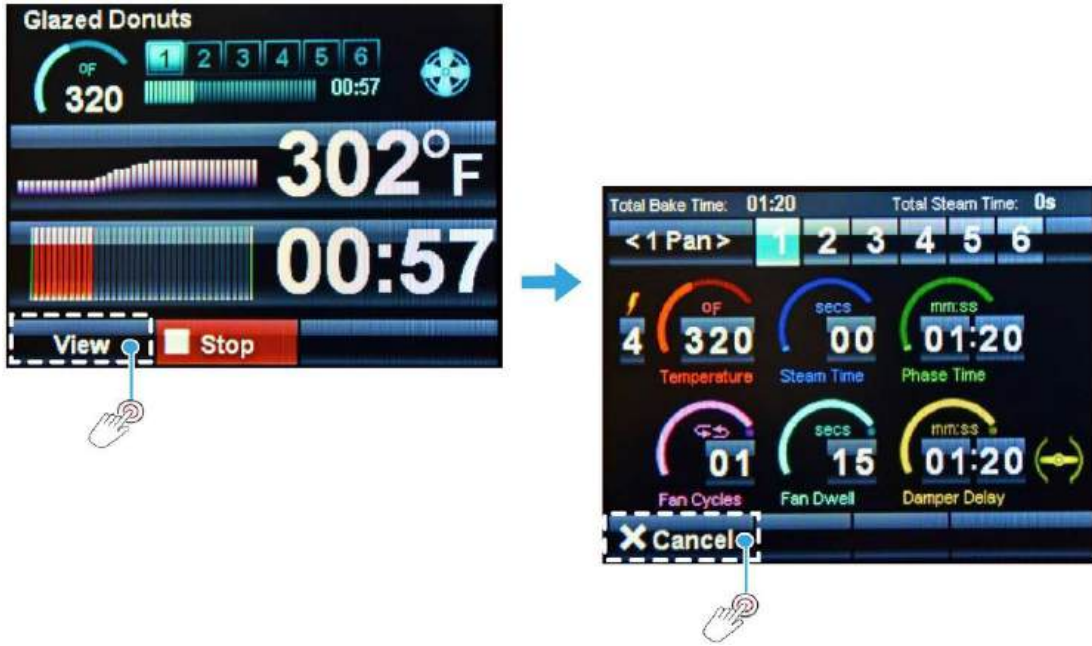 Glazed Donuts
1 2 3 4 5 6
°F
320
00:57
302°F
00:57
View
Stop
Total Bake Time: 01:20 Total Steam Time: 0s
< 1 Pan > 1 2 3 4 5 6
°F secs mm:ss
4 320 00 01:20
Temperature Steam Time Phase Time
secs mm:ss
01 15 01:20
Fan Cycles Fan Dwell Damper Delay
Cancel